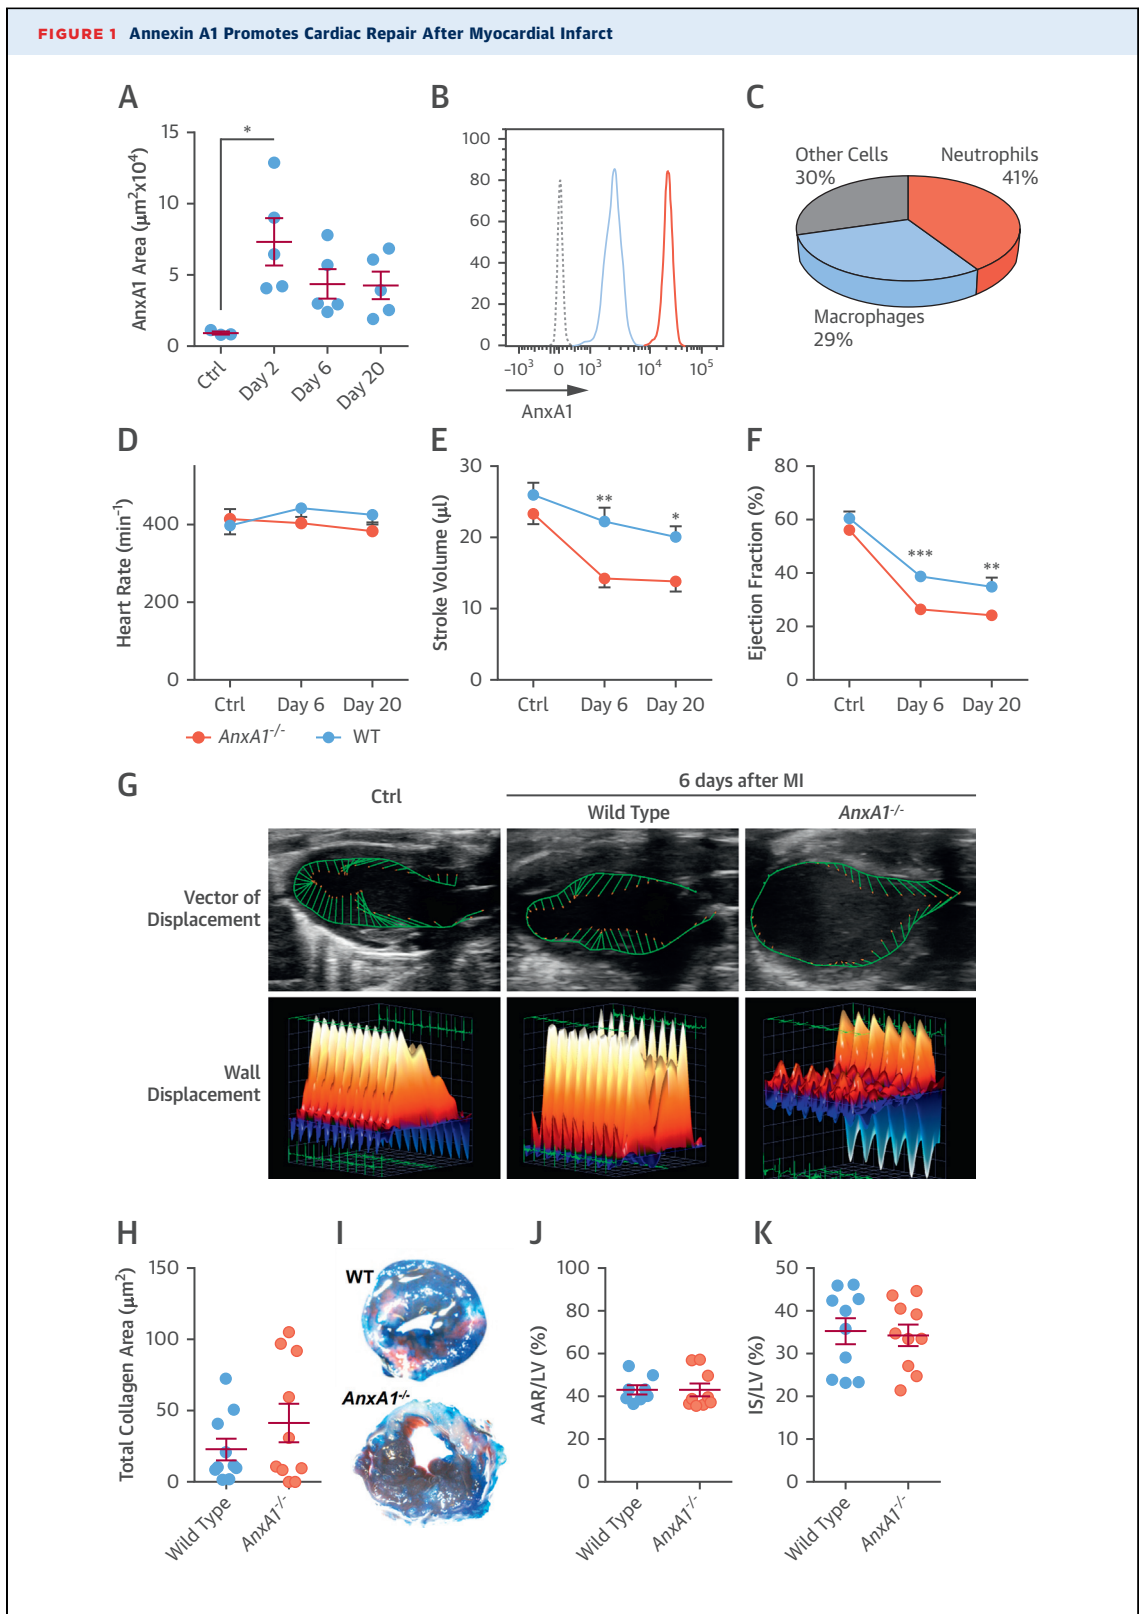 FIGURE 1 Annexin A1 Promotes Cardiac Repair After Myocardial Infarct
A
AnxA1 Area (μm²x10⁴)
15
10
5
0
*
Ctrl
Day 2
Day 6
Day 20
B
100
80
60
40
20
0
-10³ 0 10³ 10⁴ 10⁵
AnxA1
C
Other Cells
30%
Neutrophils
41%
Macrophages
29%
D
Heart Rate (min⁻¹)
400
200
0
Ctrl Day 6 Day 20
AnxA1⁻/⁻ WT
E
Stroke Volume (μl)
30
20
10
0
**
*
Ctrl Day 6 Day 20
F
Ejection Fraction (%)
80
60
40
20
0
***
**
Ctrl Day 6 Day 20
G
Ctrl
6 days after MI
Wild Type
AnxA1⁻/⁻
Vector of
Displacement
Wall
Displacement
H
Total Collagen Area (μm²)
150
100
50
0
Wild Type
AnxA1⁻/⁻
I
WT
AnxA1⁻/⁻
J
AAR/LV (%)
100
80
60
40
20
0
Wild Type
AnxA1⁻/⁻
K
IS/LV (%)
50
40
30
20
10
0
Wild Type
AnxA1⁻/⁻